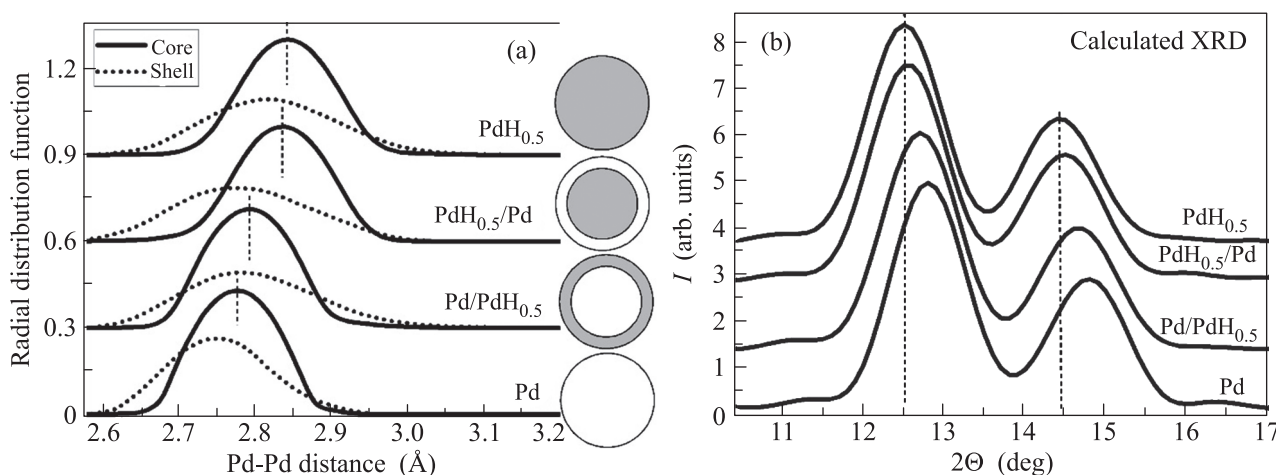 (a)
Core
Shell
1.2
0.9
0.6
0.3
0
Radial distribution function
PdH0.5
PdH0.5/Pd
Pd/PdH0.5
Pd
2.6 2.7 2.8 2.9 3.0 3.1 3.2
Pd-Pd distance (Å)
(b)
Calculated XRD
8
7
6
5
4
3
2
1
0
I (arb. units)
PdH0.5
PdH0.5/Pd
Pd/PdH0.5
Pd
11 12 13 14 15 16 17
2Θ (deg)